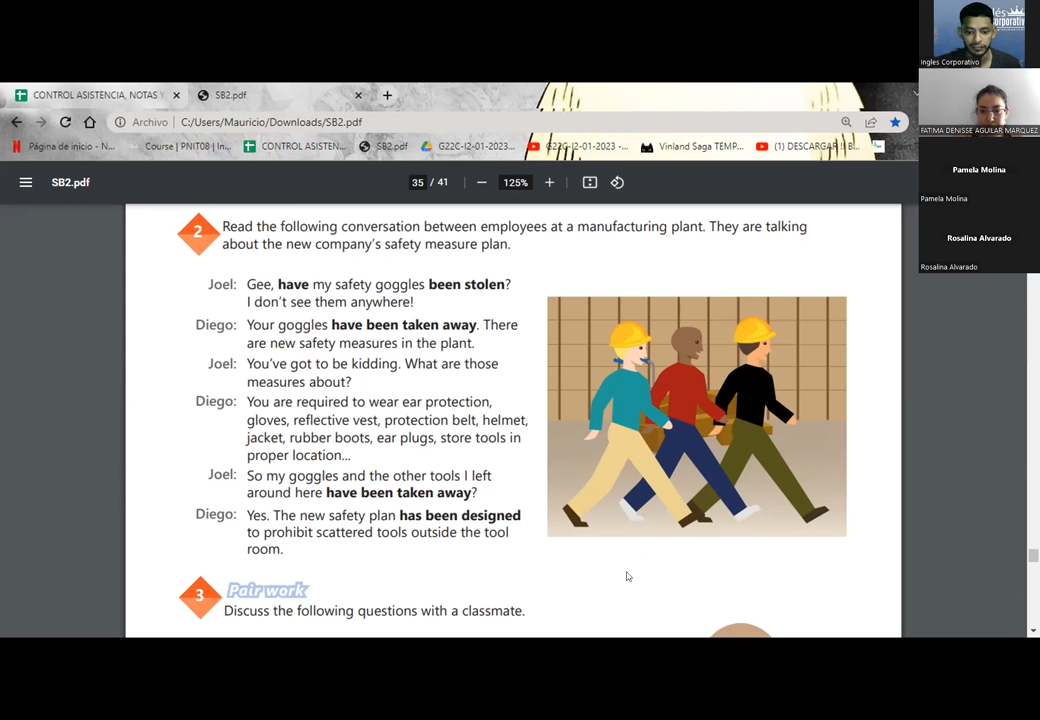 és
orporativo
Ingles Corporativo
CONTROL ASISTENCIA, NOTAS Y
SB2.pdf
Archivo
C:/Users/Mauricio/Downloads/SB2.pdf
Página de inicio - N...
Course | PNIT08 | In...
CONTROL ASISTEN...
SB2.pdf
G22C-I2-01-2023 -...
G22C-I2-01-2023 -...
Vinland Saga TEMP...
(1) DESCARGAR !! B...
FATIMA DENISSE AGUILAR MARQUEZ
Pamela Molina
Pamela Molina
Rosalina Alvarado
Rosalina Alvarado
SB2.pdf
35 / 41
125%
2
Read the following conversation between employees at a manufacturing plant. They are talking
about the new company's safety measure plan.
Joel: Gee, have my safety goggles been stolen?
I don't see them anywhere!
Diego: Your goggles have been taken away. There
are new safety measures in the plant.
Joel: You've got to be kidding. What are those
measures about?
Diego: You are required to wear ear protection,
gloves, reflective vest, protection belt, helmet,
jacket, rubber boots, ear plugs, store tools in
proper location...
Joel: So my goggles and the other tools I left
around here have been taken away?
Diego: Yes. The new safety plan has been designed
to prohibit scattered tools outside the tool
room.
3
Pair work
Discuss the following questions with a classmate.